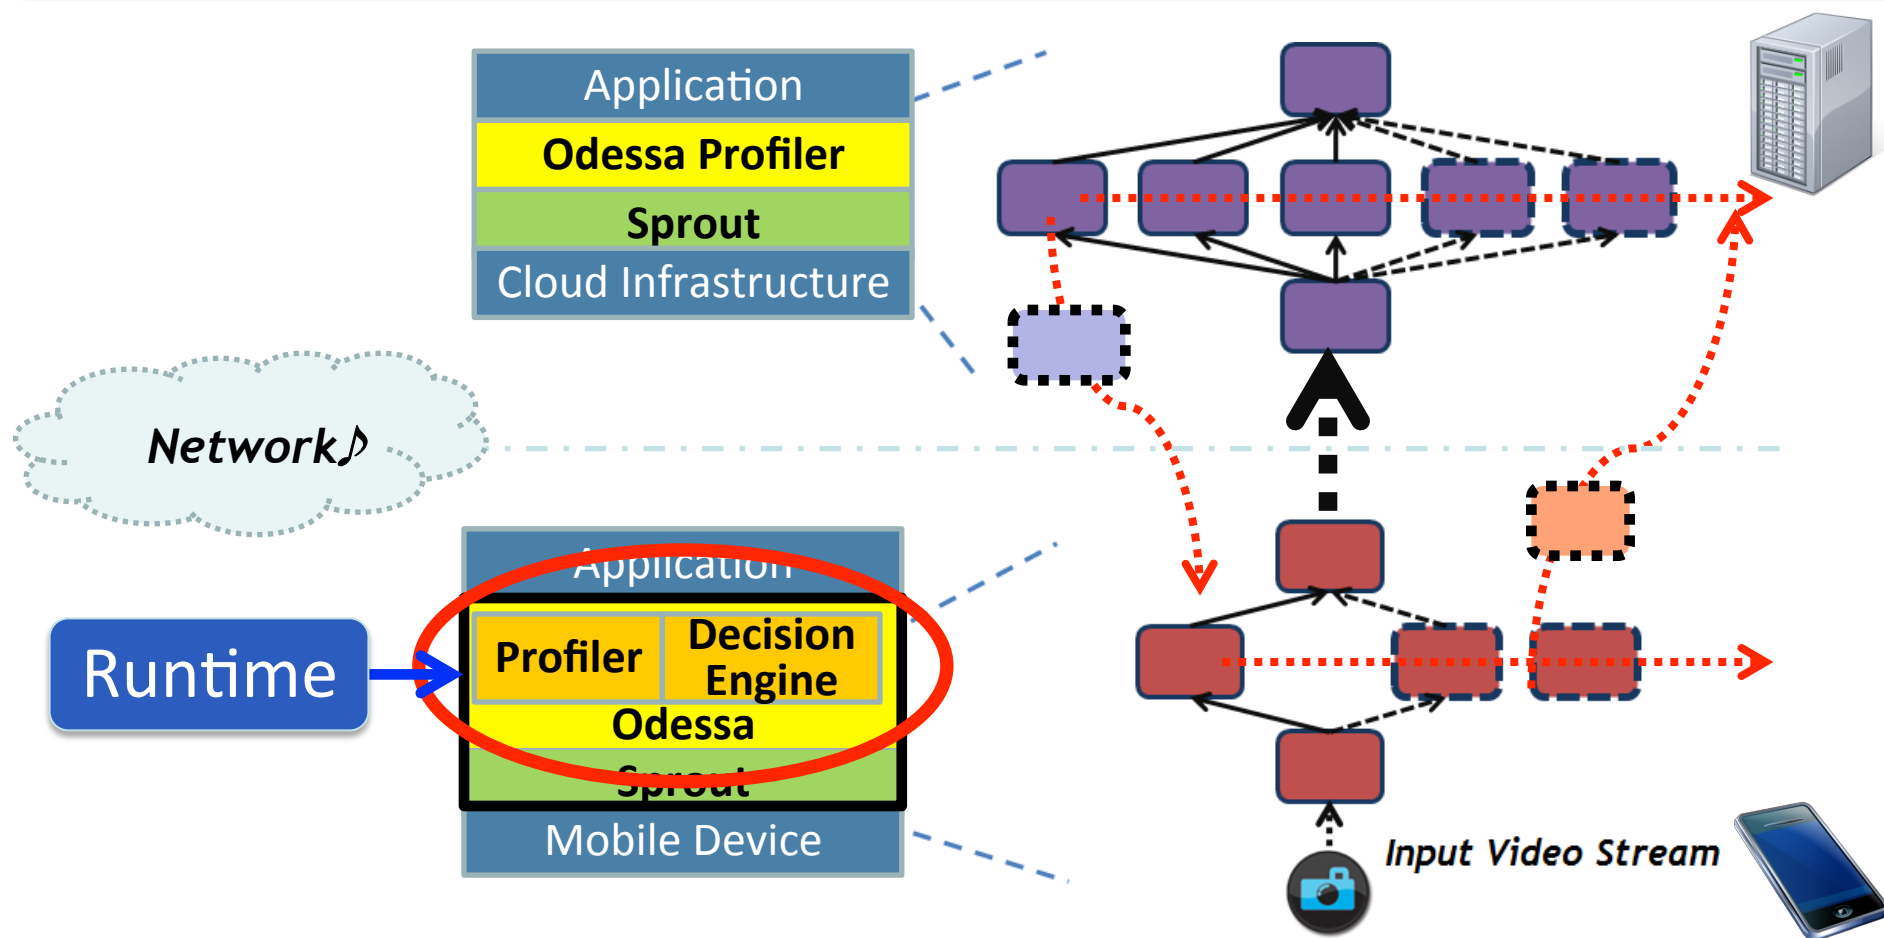 Application
Odessa Profiler
Sprout
Cloud Infrastructure
Network♪
Application
Runtime
Profiler
Decision
Engine
Odessa
Sprout
Mobile Device
Input Video Stream